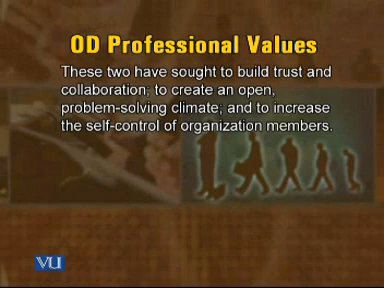 OD Professional Values
These two have sought to build trust and
collaboration; to create an open,
problem-solving climate; and to increase
the self-control of organization members.
VU